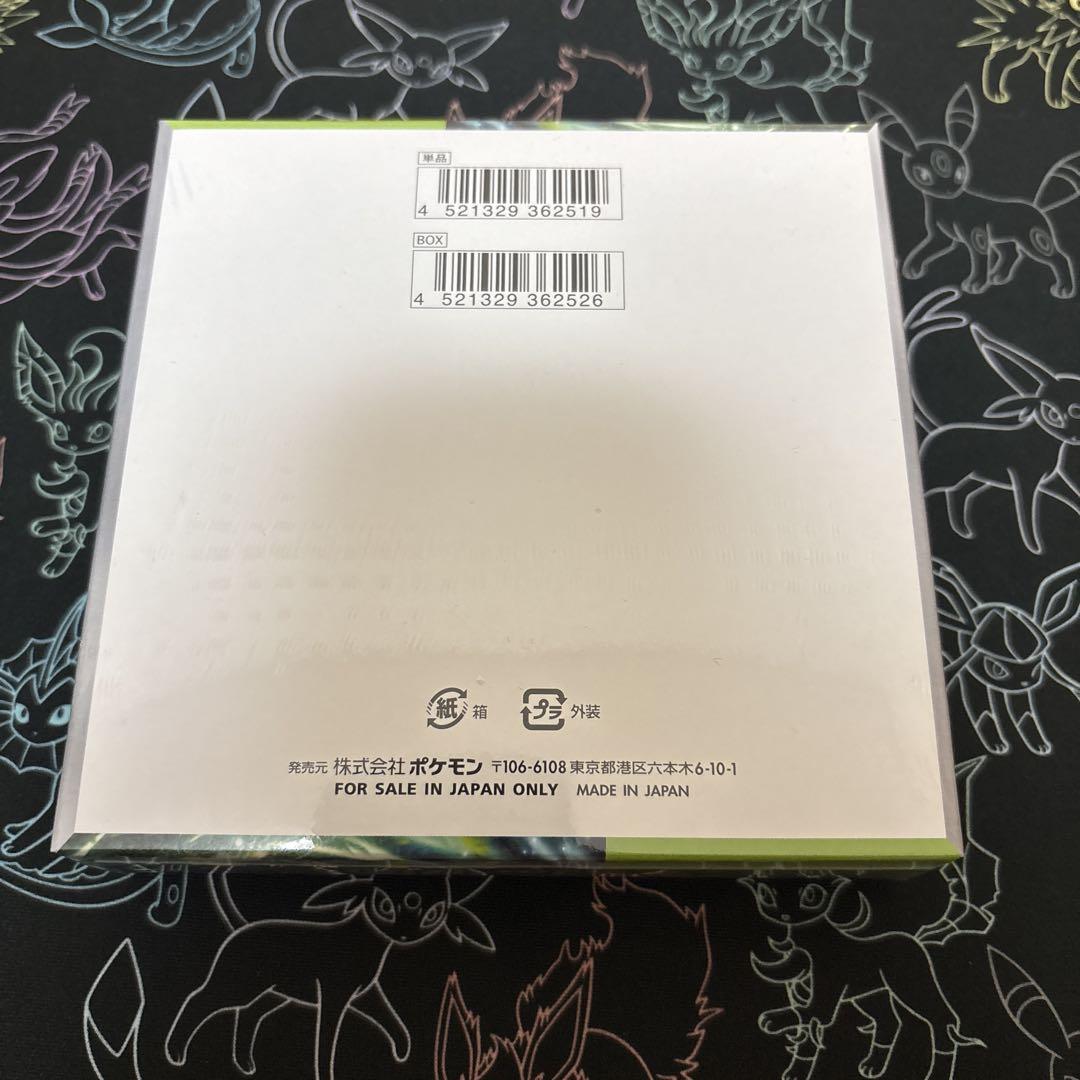 単品
4 521329 362519
BOX
4 521329 362526
紙 箱 プラ 外装
発売元 株式会社 ポケモン 〒106-6108 東京都港区六本木6-10-1
FOR SALE IN JAPAN ONLY MADE IN JAPAN